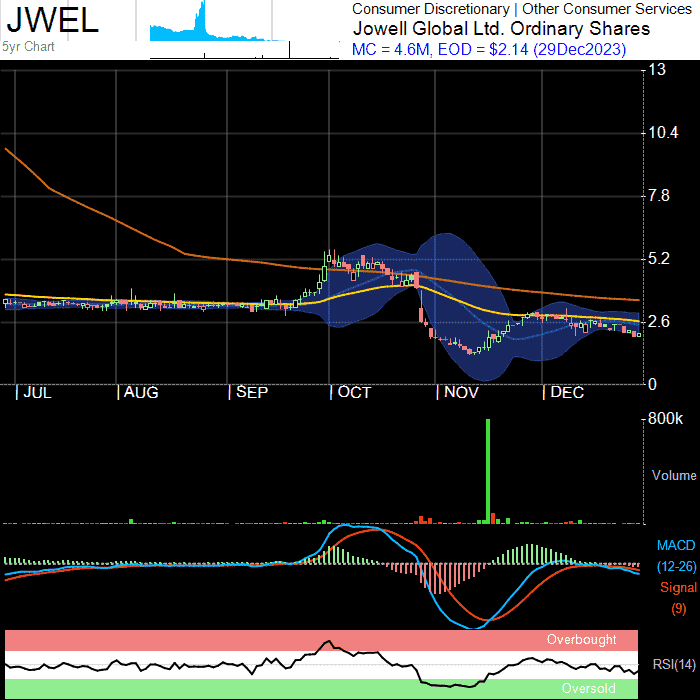 JWEL
5yr Chart
Consumer Discretionary | Other Consumer Services
Jowell Global Ltd. Ordinary Shares
MC = 4.6M, EOD = $2.14 (29Dec2023)
13
10.4
7.8
5.2
2.6
0
JUL AUG SEP OCT NOV DEC
800k
Volume
MACD
(12-26)
Signal
(9)
Overbought
RSI(14)
Oversold